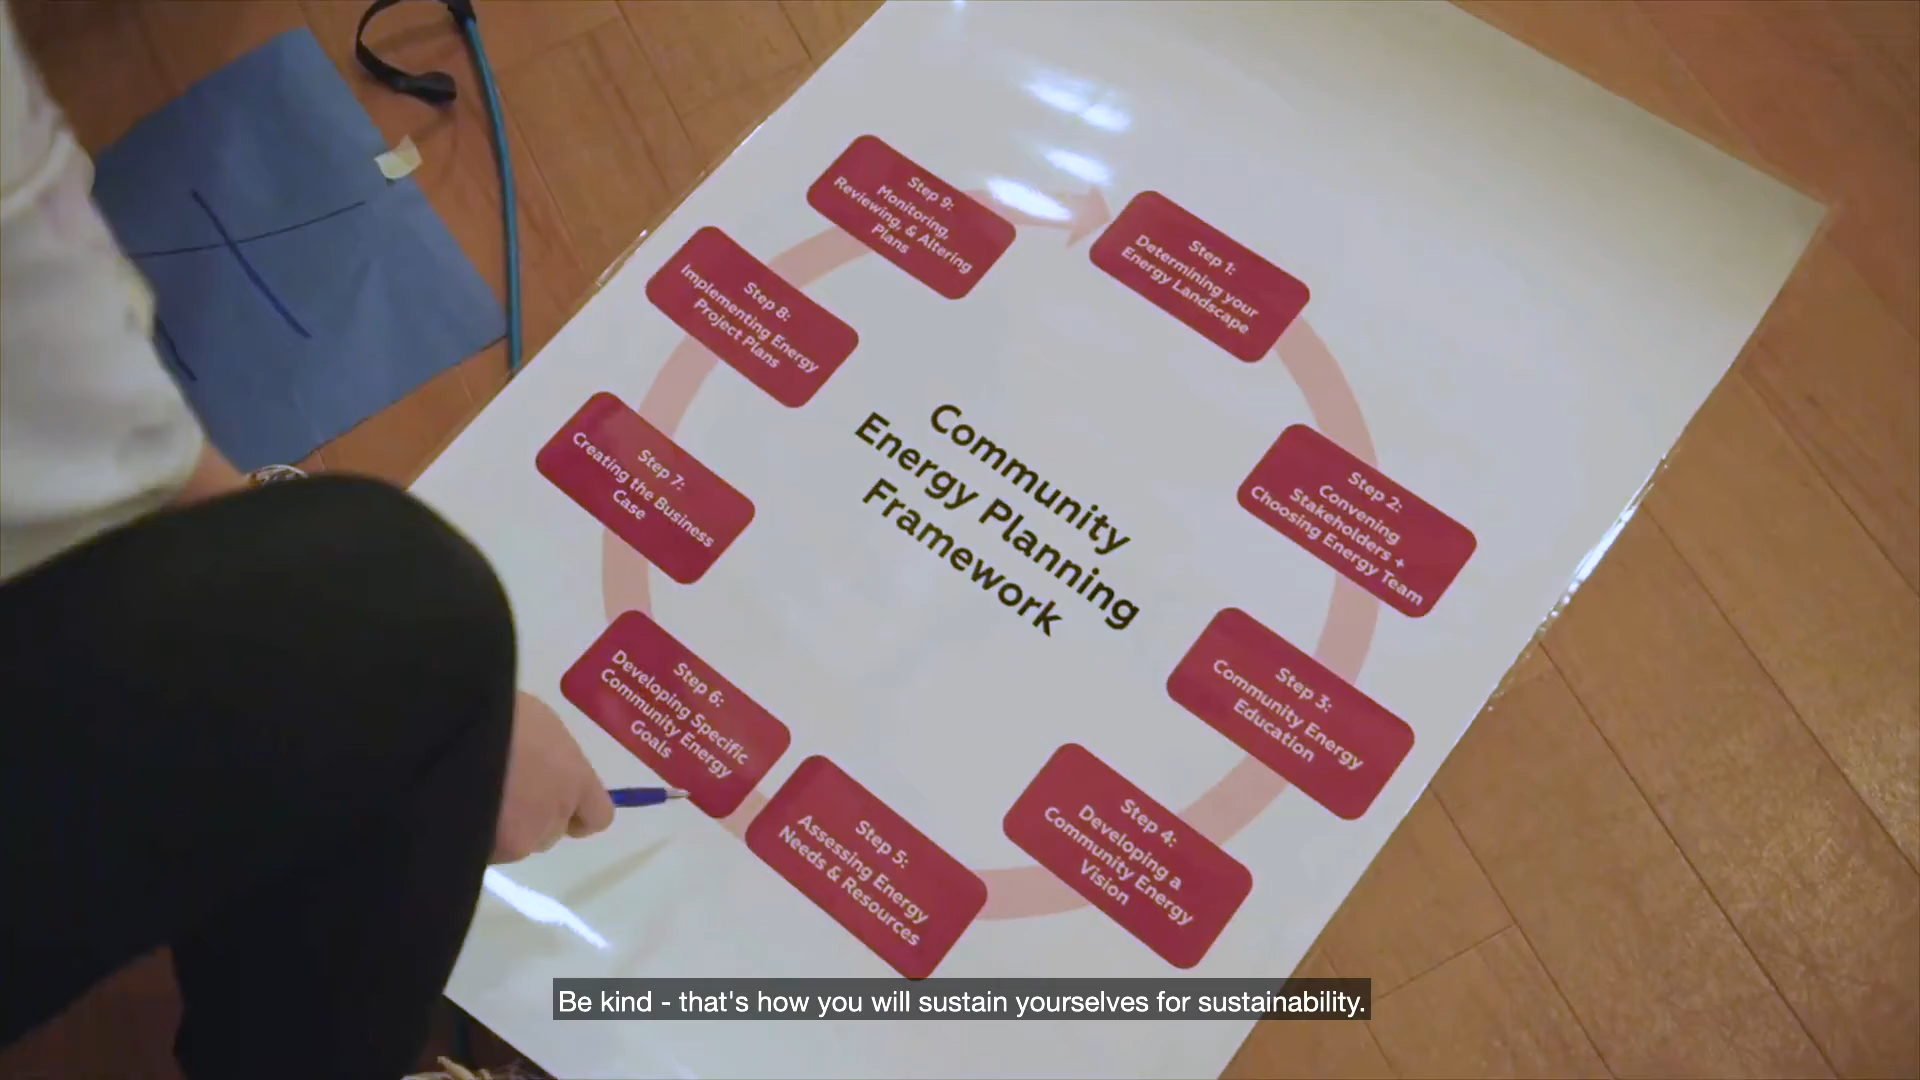 Community
Energy Planning
Framework
Step 1:
Determining your
Energy Landscape
Step 2:
Convening
Stakeholders +
Choosing Energy Team
Step 3:
Community Energy
Education
Step 4:
Developing a
Community Energy
Vision
Step 5:
Assessing Energy
Needs & Resources
Step 6:
Developing Specific
Community Energy
Goals
Step 7:
Creating the Business
Case
Step 8:
Implementing Energy
Project Plans
Step 9:
Monitoring,
Reviewing, & Altering
Plans
Be kind - that's how you will sustain yourselves for sustainability.